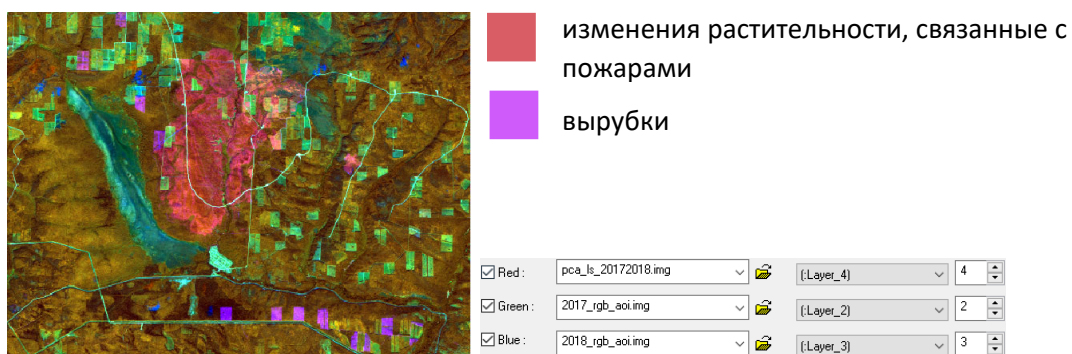 изменения растительности, связанные с
пожарами
вырубки
Red : pca_ls_20172018.img (:Layer_4) 4
Green : 2017_rgb_aoi.img (:Layer_2) 2
Blue : 2018_rgb_aoi.img (:Layer_3) 3